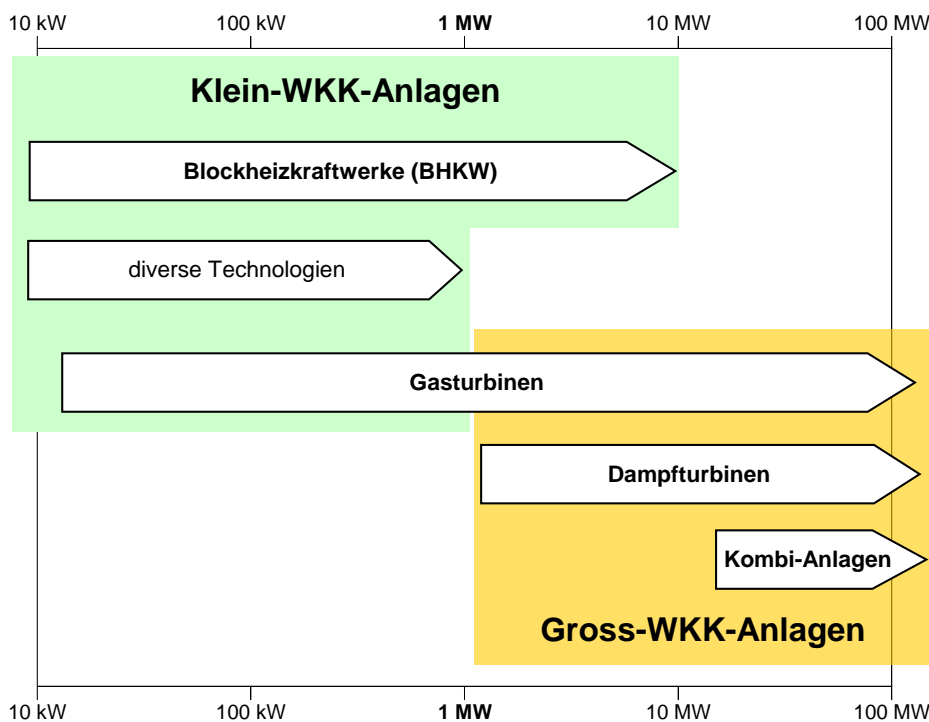 10 kW 100 kW 1 MW 10 MW 100 MW
Klein-WKK-Anlagen
Blockheizkraftwerke (BHKW)
diverse Technologien
Gasturbinen
Dampfturbinen
Kombi-Anlagen
Gross-WKK-Anlagen
10 kW 100 kW 1 MW 10 MW 100 MW